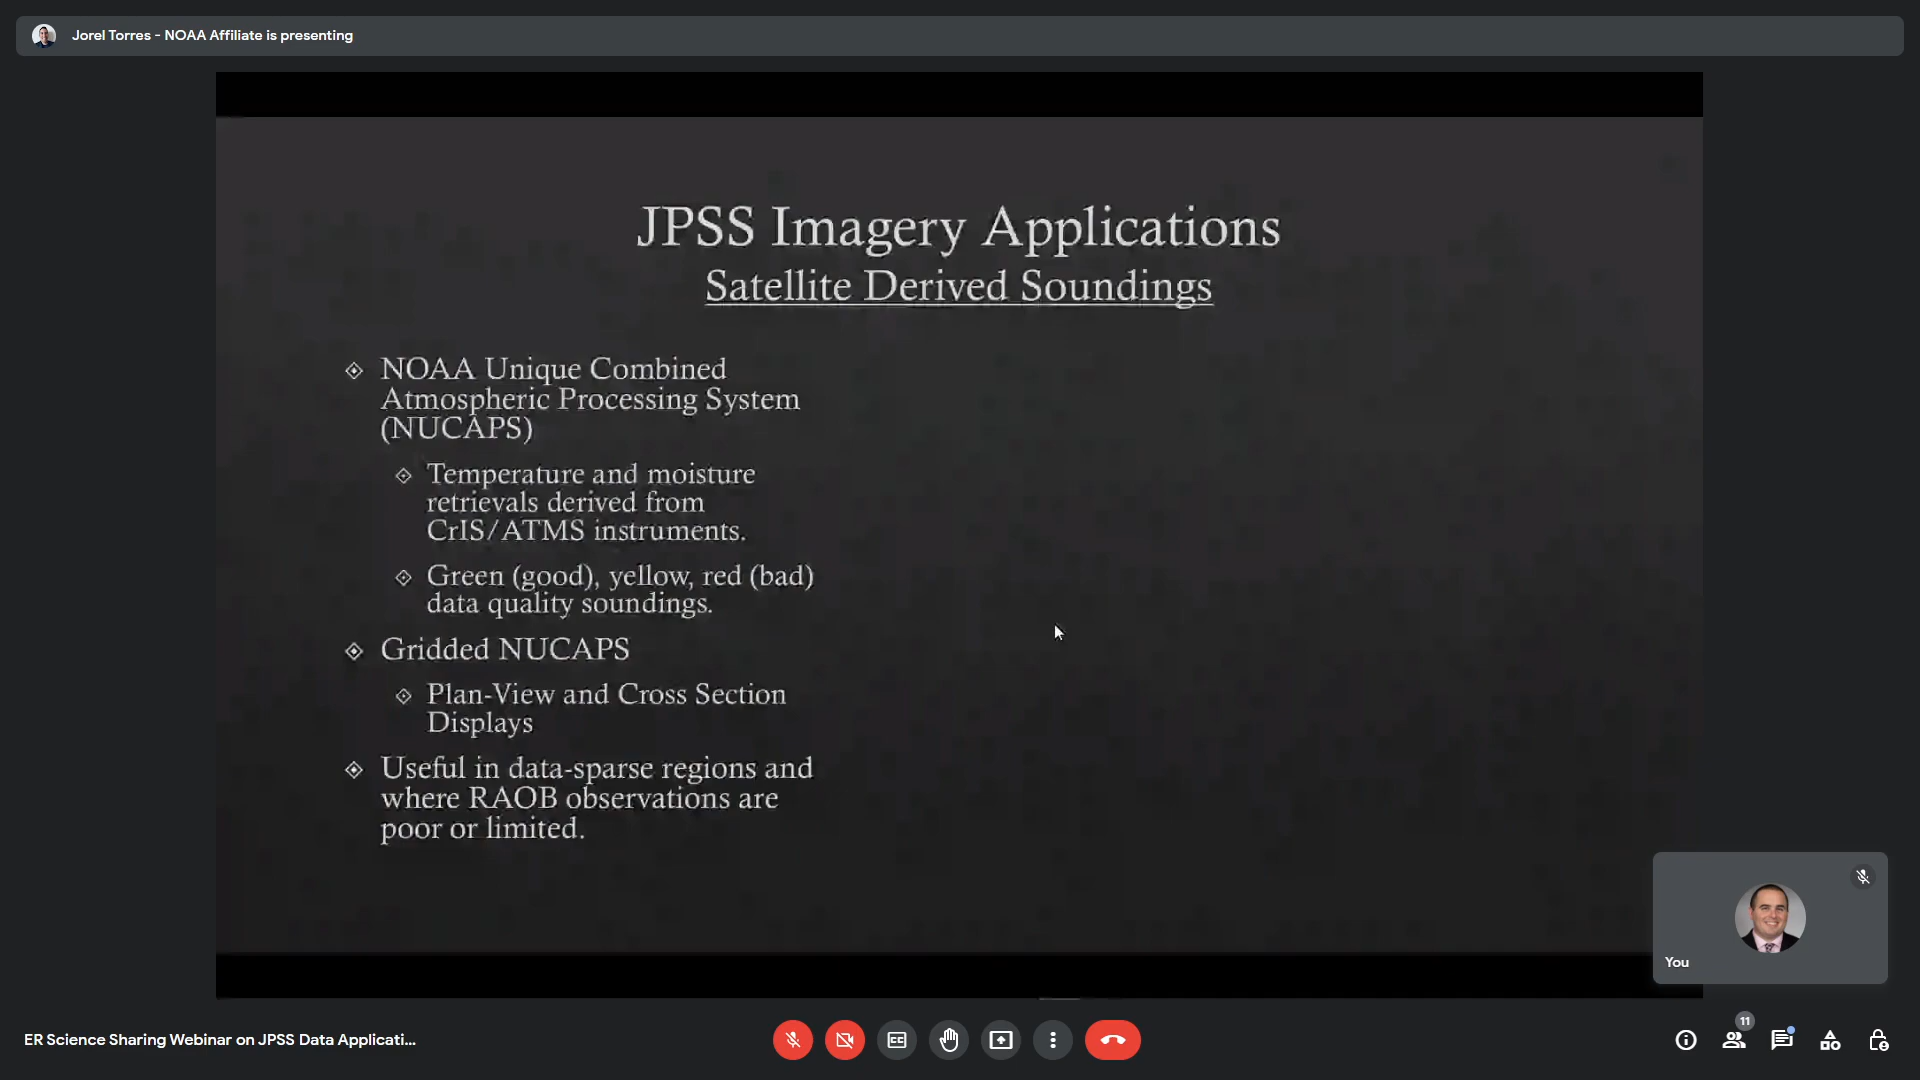 Jorel Torres - NOAA Affiliate is presenting
JPSS Imagery Applications
Satellite Derived Soundings
NOAA Unique Combined
Atmospheric Processing System
(NUCAPS)
Temperature and moisture
retrievals derived from
CrIS/ATMS instruments.
Green (good), yellow, red (bad)
data quality soundings.
Gridded NUCAPS
Plan-View and Cross Section
Displays
Useful in data-sparse regions and
where RAOB observations are
poor or limited.
You
11
ER Science Sharing Webinar on JPSS Data Applicati...